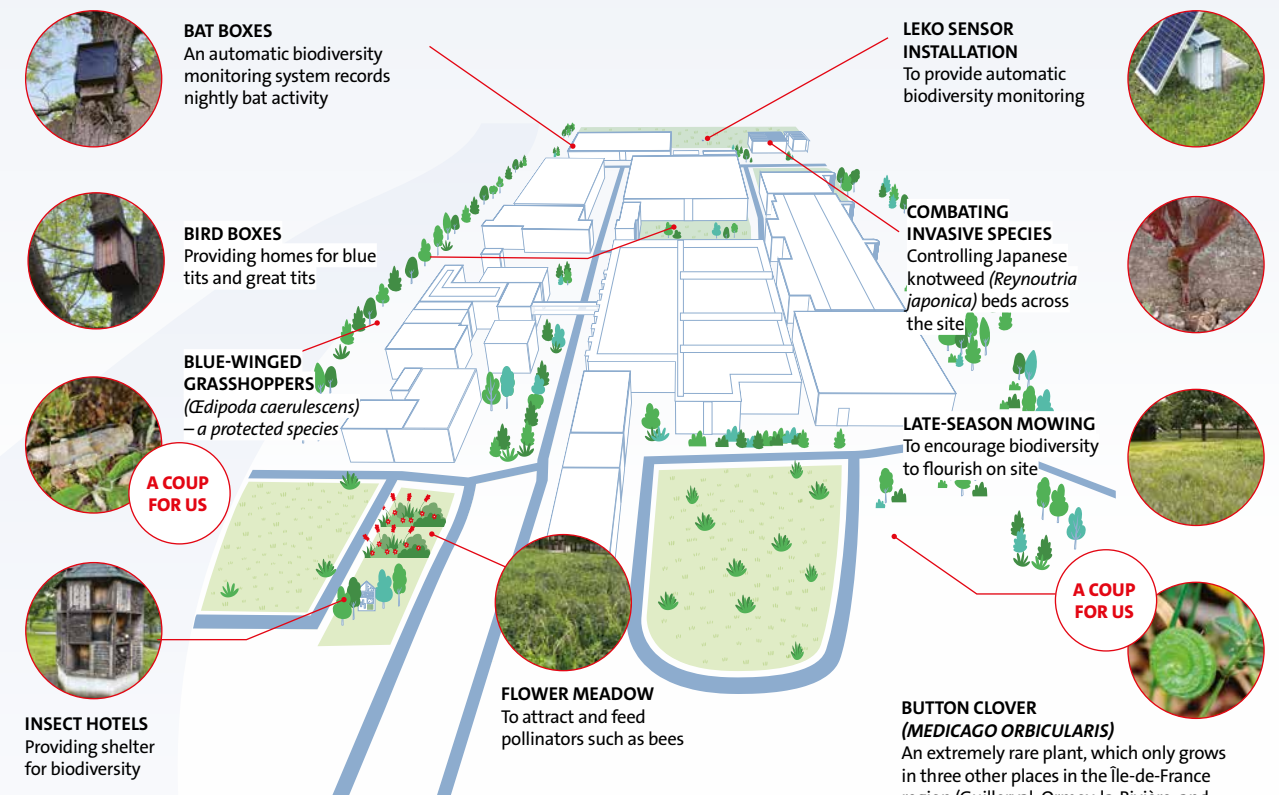 BAT BOXES
An automatic biodiversity
monitoring system records
nightly bat activity
LEKO SENSOR
INSTALLATION
To provide automatic
biodiversity monitoring
BIRD BOXES
Providing homes for blue
tits and great tits
COMBATING
INVASIVE SPECIES
Controlling Japanese
knotweed (Reynoutria
japonica) beds across
the site
BLUE-WINGED
GRASSHOPPERS
(Œdipoda caerulescens)
– a protected species
A COUP
FOR US
LATE-SEASON MOWING
To encourage biodiversity
to flourish on site
A COUP
FOR US
INSECT HOTELS
Providing shelter
for biodiversity
FLOWER MEADOW
To attract and feed
pollinators such as bees
BUTTON CLOVER
(MEDICAGO ORBICULARIS)
An extremely rare plant, which only grows
in three other places in the Île-de-France